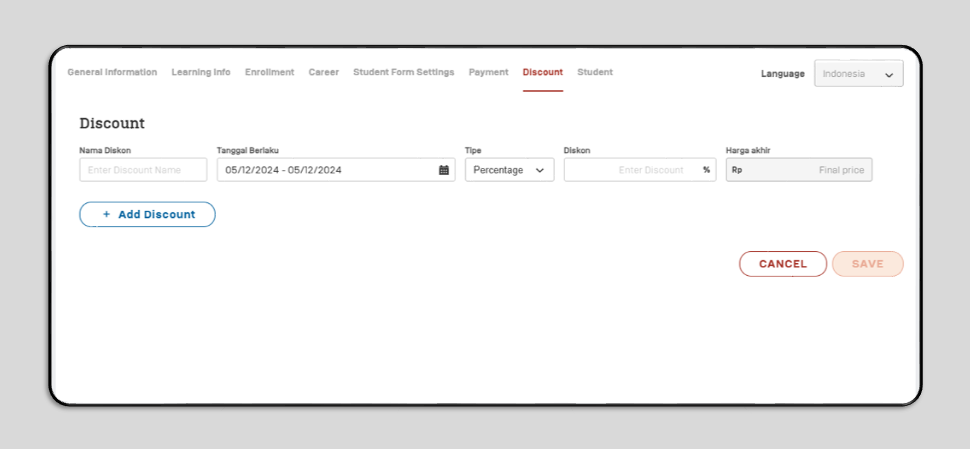 General Information Learning Info Enrollment Career Student Form Settings Payment Discount Student Language Indonesia
Discount
Nama Diskon Tanggal Berlaku Tipe Diskon Harga akhir
Enter Discount Name 05/12/2024 - 05/12/2024 Percentage Enter Discount % Rp Final price
+ Add Discount
CANCEL SAVE